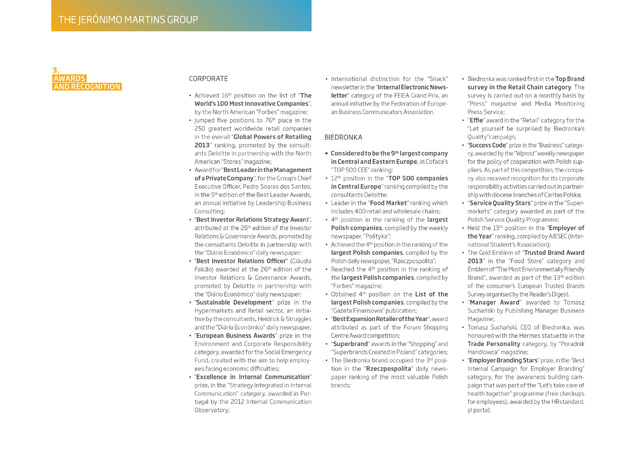 THE JERÓNIMO MARTINS GROUP
3.
AWARDS
AND RECOGNITION
CORPORATE
• Achieved 16th position on the list of "The
World's 100 Most Innovative Companies",
by the North American "Forbes" magazine;
• Jumped five positions to 76th place in the
250 greatest worldwide retail companies
in the overall "Global Powers of Retailing
2013" ranking, promoted by the consult-
ants Deloitte in partnership with the North
American "Stores" magazine;
• Award for "Best Leader in the Management
of a Private Company", for the Group's Chief
Executive Officer, Pedro Soares dos Santos,
in the 5th edition of the Best Leader Awards,
an annual initiative by Leadership Business
Consulting;
• "Best Investor Relations Strategy Award",
attributed at the 26th edition of the Investor
Relations & Governance Awards, promoted by
the consultants Deloitte in partnership with
the "Diário Económico" daily newspaper;
• "Best Investor Relations Officer" (Cláudia
Falcão) awarded at the 26th edition of the
Investor Relations & Governance Awards,
promoted by Deloitte in partnership with
the "Diário Económico" daily newspaper;
• "Sustainable Development" prize in the
Hypermarkets and Retail sector, an initia-
tive by the consultants, Heidrick & Struggles
and the "Diário Económico" daily newspaper;
• "European Business Awards" prize in the
Environment and Corporate Responsibility
category, awarded for the Social Emergency
Fund, created with the aim to help employ-
ees facing economic difficulties;
• "Excellence in Internal Communication"
prize, in the "Strategy Integrated in Internal
Communication" category, awarded in Por-
tugal by the 2012 Internal Communication
Observatory;
• International distinction for the "Snack"
newsletter in the "Internal Electronic News-
letter" category of the FEIEA Grand Prix, an
annual initiative by the Federation of Europe-
an Business Communicators Association.
BIEDRONKA
• Considered to be the 9th largest company
in Central and Eastern Europe, in Coface's
"TOP 500 CEE" ranking;
• 12th position in the "TOP 500 companies
in Central Europe" ranking compiled by the
consultants Deloitte;
• Leader in the "Food Market" ranking which
includes 400 retail and wholesale chains;
• 4th position in the ranking of the largest
Polish companies, compiled by the weekly
newspaper, "Polityka";
• Achieved the 4th position in the ranking of the
largest Polish companies, compiled by the
Polish daily newspaper, "Rzeczpospolita";
• Reached the 4th position in the ranking of
the largest Polish companies, compiled by
"Forbes" magazine;
• Obtained 4th position on the List of the
largest Polish companies, compiled by the
"Gazeta Finansowa" publication;
• "Best Expansion Retailer of the Year", award
attributed as part of the Forum Shopping
Centre Award competition;
• "Superbrand" awards in the "Shopping" and
"Superbrands Created in Poland" categories;
• The Biedronka brand occupied the 3rd posi-
tion in the "Rzeczpospolita" daily news-
paper ranking of the most valuable Polish
brands;
• Biedronka was ranked first in the Top Brand
survey in the Retail Chain category. The
survey is carried out on a monthly basis by
"Press" magazine and Media Monitoring
Press Service;
• "Effie" award in the "Retail" category for the
"Let yourself be surprised by Biedronka's
Quality" campaign;
• "Success Code" prize in the "Business" catego-
ry, awarded by the "Wprost" weekly newspaper
for the policy of cooperation with Polish sup-
pliers. As part of this competition, the compa-
ny also received recognition for its corporate
responsibility activities carried out in partner-
ship with diocese branches of Caritas Polska;
• "Service Quality Stars" prize in the "Super-
markets" category awarded as part of the
Polish Service Quality Programme;
• Held the 13th position in the "Employer of
the Year" ranking, compiled by AIESEC (Inter-
national Student's Association);
• The Gold Emblem of "Trusted Brand Award
2013" in the "Food Store" category and
Emblem of "The Most Environmentally Friendly
Brand", awarded as part of the 13th edition
of the consumer's European Trusted Brands
Survey organised by the Reader's Digest.
• "Manager Award" awarded to Tomasz
Suchański by Publishing Manager Business
Magazine;
• Tomasz Suchański, CEO of Biedronka, was
honoured with the Hermes statuette in the
Trade Personality category, by "Poradnik
Handlowca" magazine;
• "Employer Branding Stars" prize, in the "Best
Internal Campaign for Employer Branding"
category, for the awareness building cam-
paign that was part of the "Let's take care of
health together" programme (free checkups
for employees), awarded by the HRstandard.
pl portal;